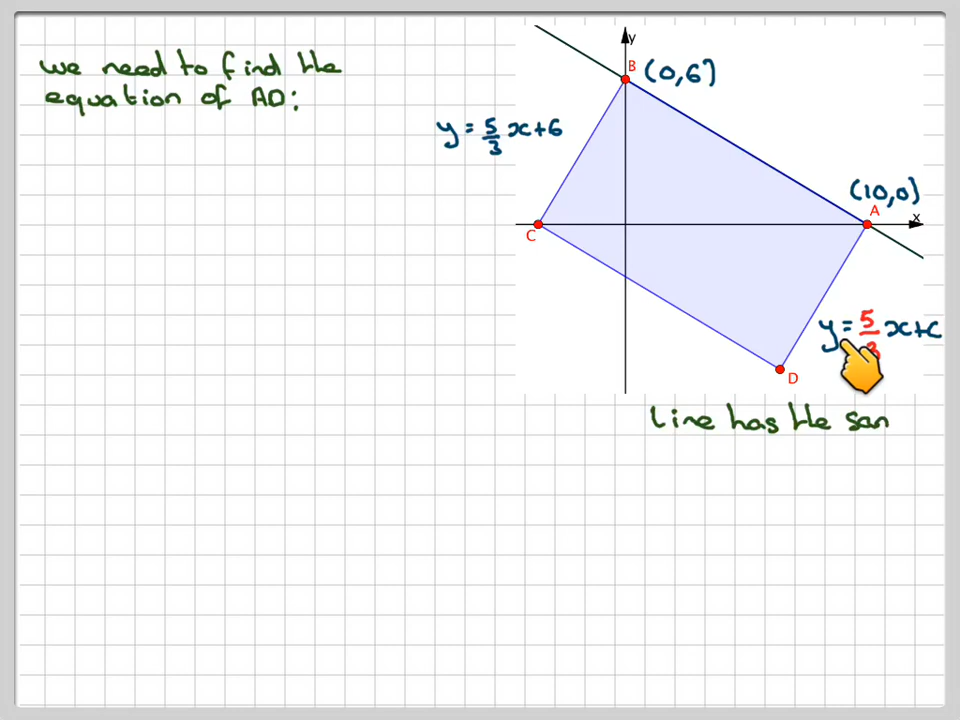 we need to find the
equation of AD:
y
B (0,6)
y = 5/3 x+6
(10,0)
A
x
C
y = 5/3 x+c
D
Line has the sam